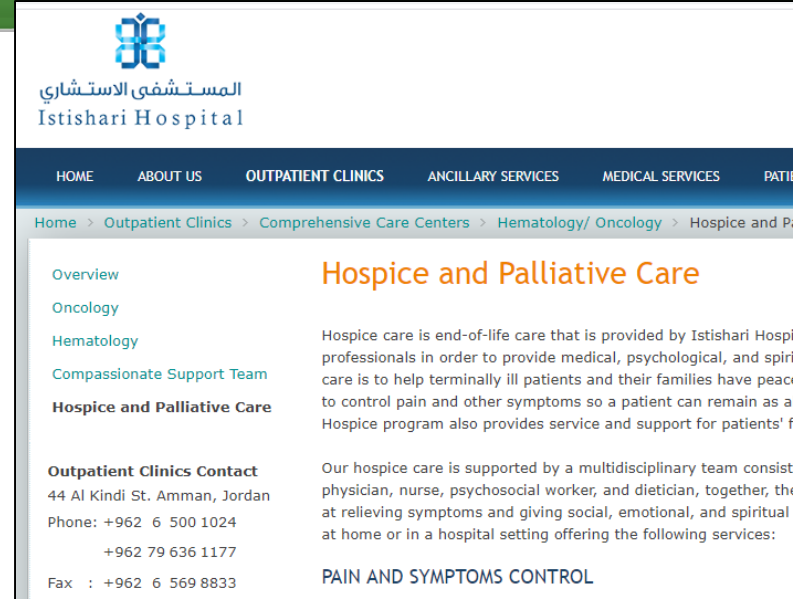 المستشفى الاستشاري
Istishari Hospital
HOME ABOUT US OUTPATIENT CLINICS ANCILLARY SERVICES MEDICAL SERVICES
Home > Outpatient Clinics > Comprehensive Care Centers > Hematology/ Oncology > Hospice and
Overview
Oncology
Hematology
Compassionate Support Team
Hospice and Palliative Care
Outpatient Clinics Contact
44 Al Kindi St. Amman, Jordan
Phone: +962 6 500 1024
+962 79 636 1177
Fax : +962 6 569 8833
Hospice and Palliative Care
Hospice care is end-of-life care that is provided by Istishari
professionals in order to provide medical, psychological, and
care is to help terminally ill patients and their families have
to control pain and other symptoms so a patient can remain as a
Hospice program also provides service and support for patients'
Our hospice care is supported by a multidisciplinary team
physician, nurse, psychosocial worker, and dietician, together,
at relieving symptoms and giving social, emotional, and spiritual
at home or in a hospital setting offering the following services:
PAIN AND SYMPTOMS CONTROL